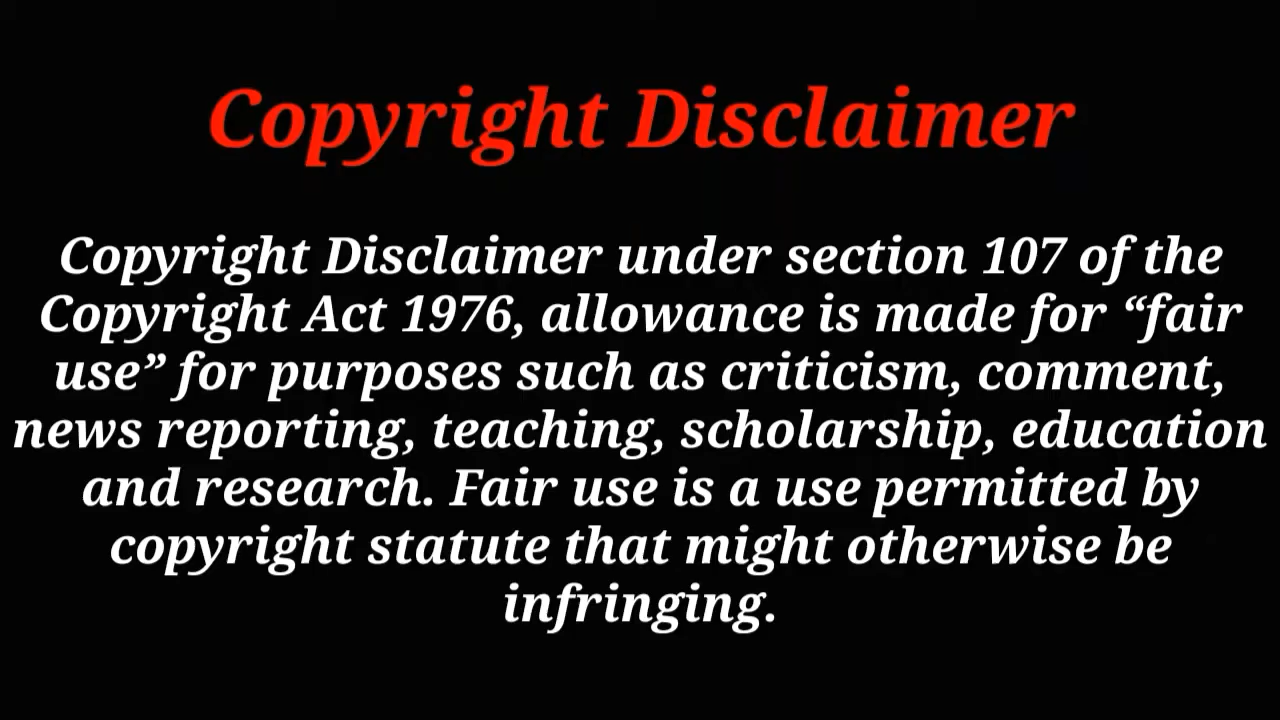 Copyright Disclaimer
Copyright Disclaimer under section 107 of the
Copyright Act 1976, allowance is made for “fair
use” for purposes such as criticism, comment,
news reporting, teaching, scholarship, education
and research. Fair use is a use permitted by
copyright statute that might otherwise be
infringing.